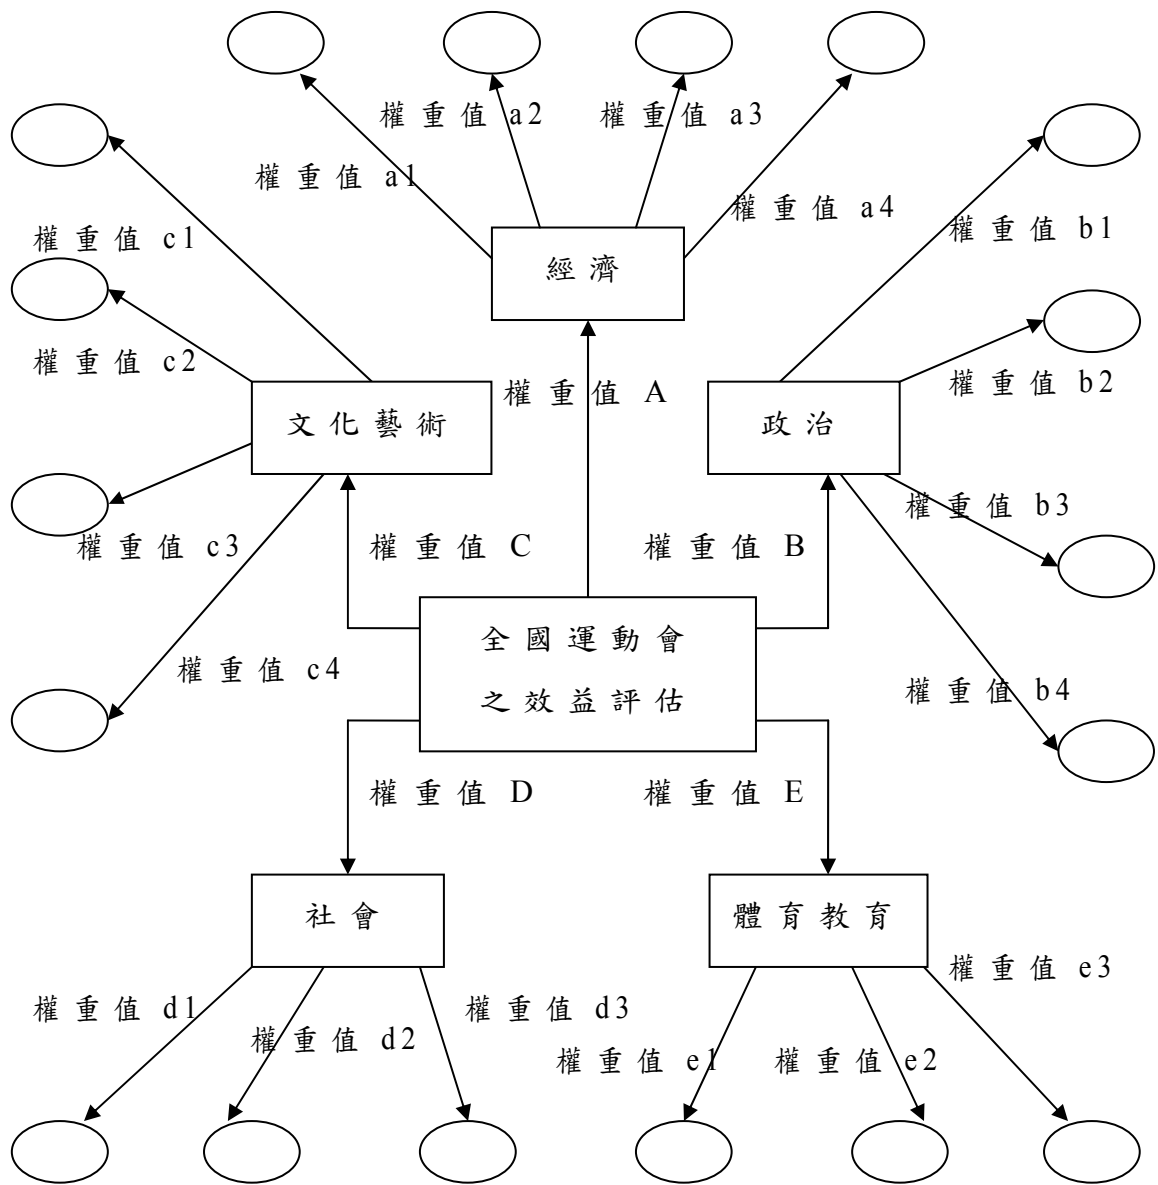 權重值 a2
權重值 a3
權重值 a1
權重值 a4
權重值 c1
權重值 b1
經濟
權重值 c2
權重值 A
權重值 b2
文化藝術
政治
權重值 b3
權重值 c3
權重值 C
權重值 B
全國運動會
之效益評估
權重值 c4
權重值 b4
權重值 D
權重值 E
社會
體育教育
權重值 e3
權重值 d1
權重值 d3
權重值 d2
權重值 e1
權重值 e2